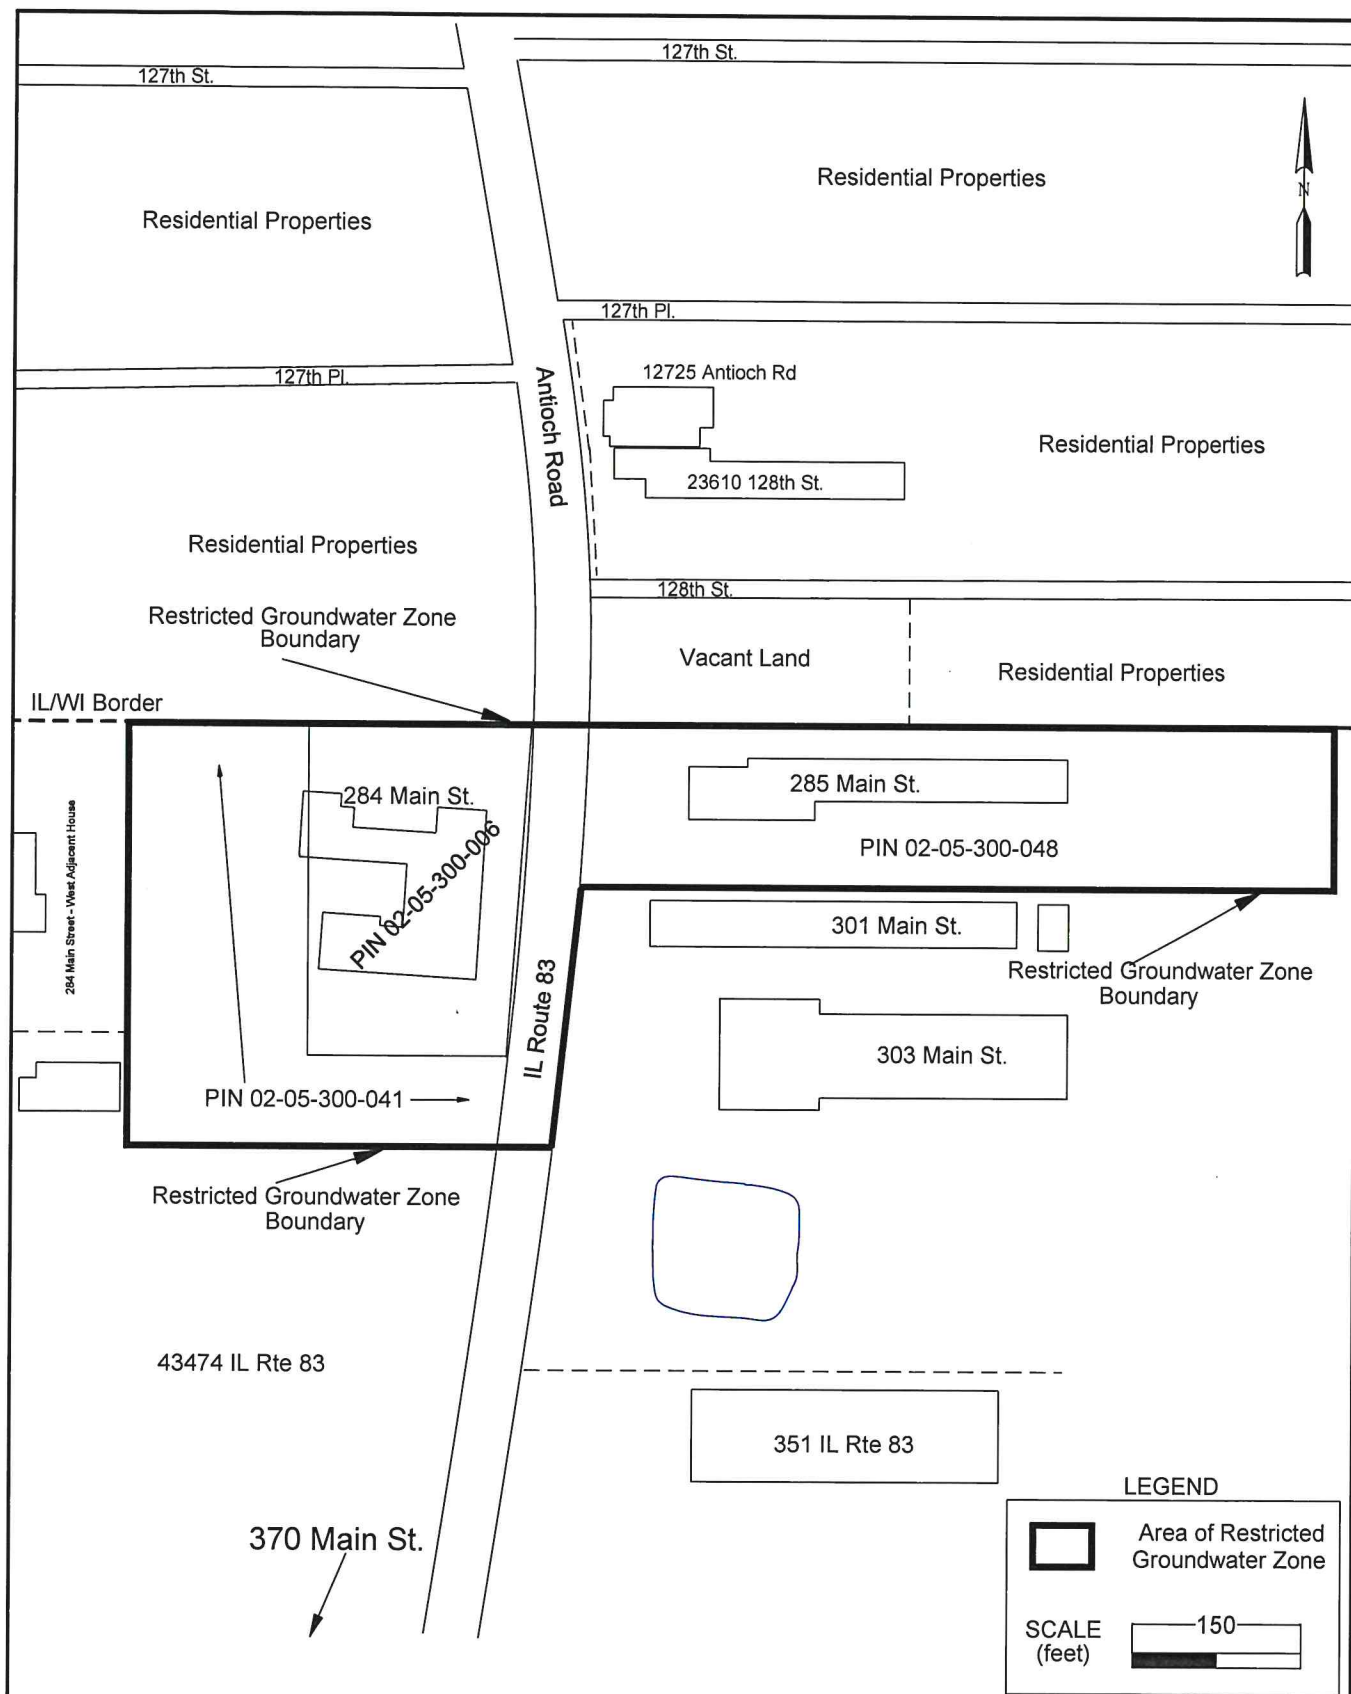 127th St.
127th St.
Residential Properties
N
Residential Properties
127th Pl.
127th Pl.
12725 Antioch Rd
Antioch Road
Residential Properties
23610 128th St.
Residential Properties
128th St.
Restricted Groundwater Zone
Boundary
Vacant Land
Residential Properties
IL/WI Border
284 Main St.
285 Main St.
PIN 02-05-300-006
PIN 02-05-300-048
284 Main Street - West Adjacent House
301 Main St.
Restricted Groundwater Zone
Boundary
IL Route 83
303 Main St.
PIN 02-05-300-041
Restricted Groundwater Zone
Boundary
43474 IL Rte 83
351 IL Rte 83
370 Main St.
LEGEND
Area of Restricted
Groundwater Zone
SCALE
(feet)
150